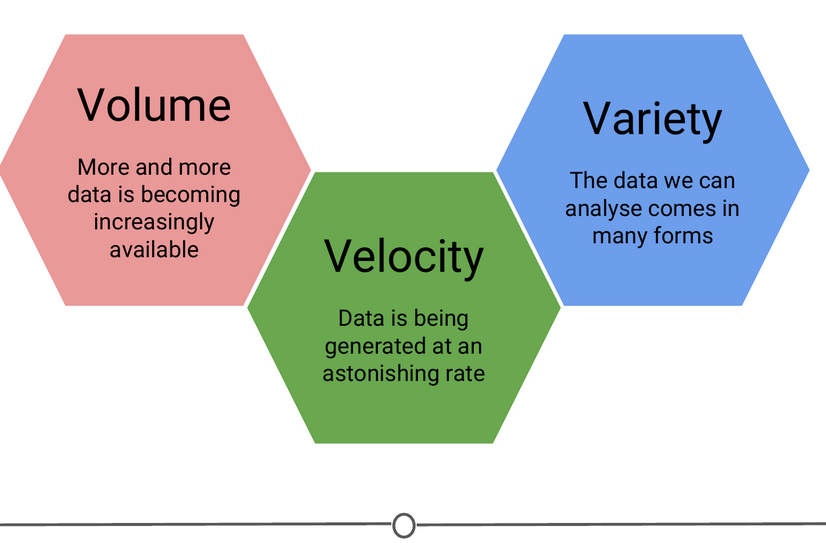 Volume
More and more
data is becoming
increasingly
available
Velocity
Data is being
generated at an
astonishing rate
Variety
The data we can
analyse comes in
many forms